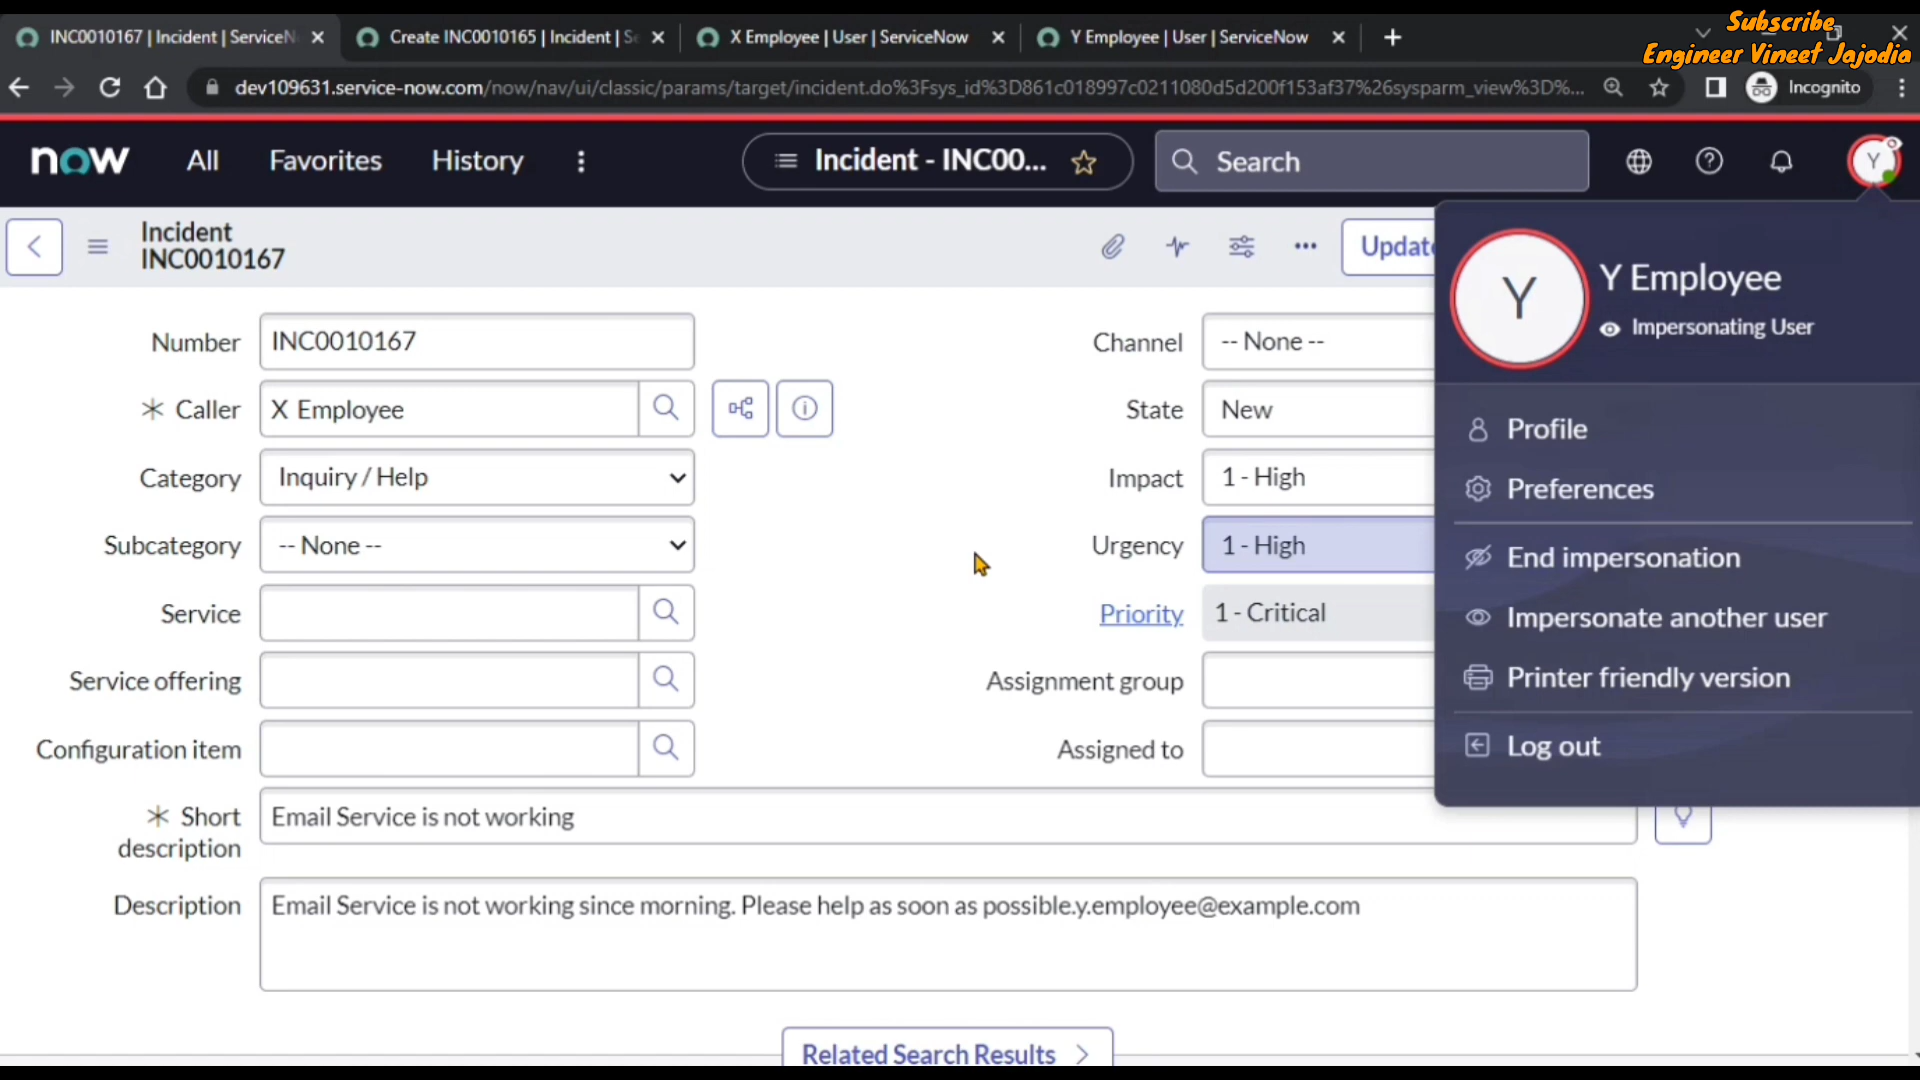 Subscribe
Engineer Vineet Jajodia
INC0010167 | Incident | ServiceN
Create INC0010165 | Incident | Se
X Employee | User | ServiceNow
Y Employee | User | ServiceNow
dev109631.service-now.com/now/nav/ui/classic/params/target/incident.do%3Fsys_id%3D861c018997c0211080d5d200f153af37%26sysparm_view%3D%...
Incognito
now
All
Favorites
History
Incident - INC00...
Search
Y
Incident
INC0010167
Update
Y
Y Employee
Impersonating User
Profile
Preferences
End impersonation
Impersonate another user
Printer friendly version
Log out
Number
INC0010167
Channel
-- None --
Caller
X Employee
State
New
Category
Inquiry / Help
Impact
1 - High
Subcategory
-- None --
Urgency
1 - High
Service
Priority
1 - Critical
Service offering
Assignment group
Configuration item
Assigned to
Short
description
Email Service is not working
Description
Email Service is not working since morning. Please help as soon as possible.y.employee@example.com
Related Search Results